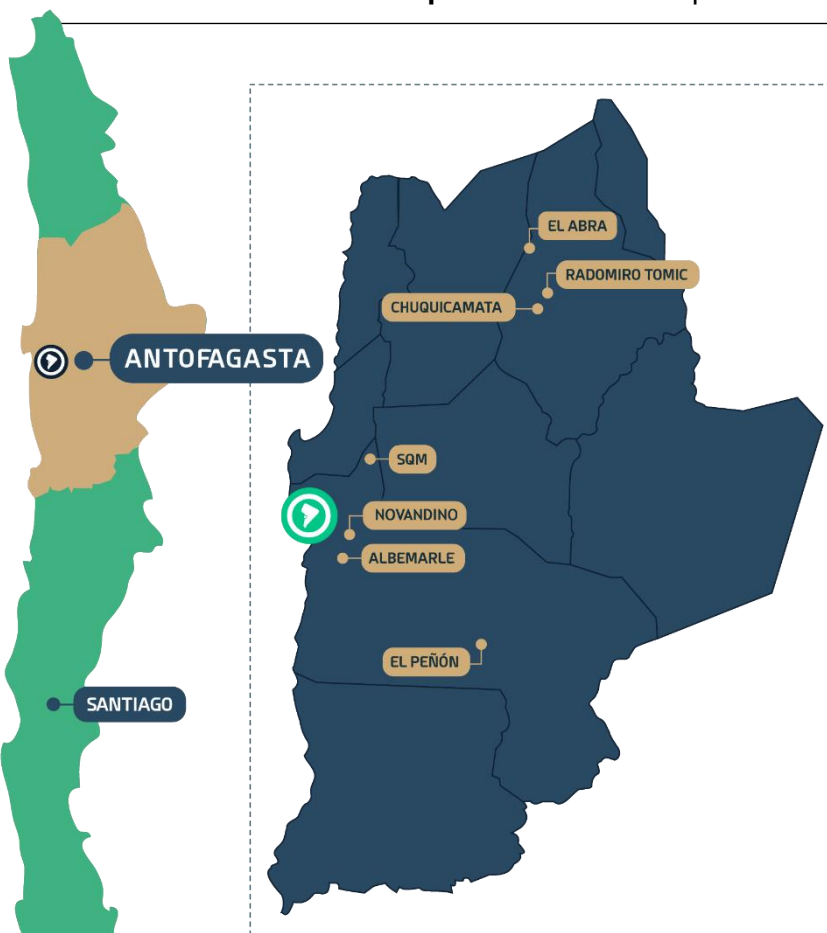 EL ABRA
RADOMIRO TOMIC
CHUQUICAMATA
ANTOFAGASTA
SQM
NOVANDINO
ALBEMARLE
EL PEÑÓN
SANTIAGO